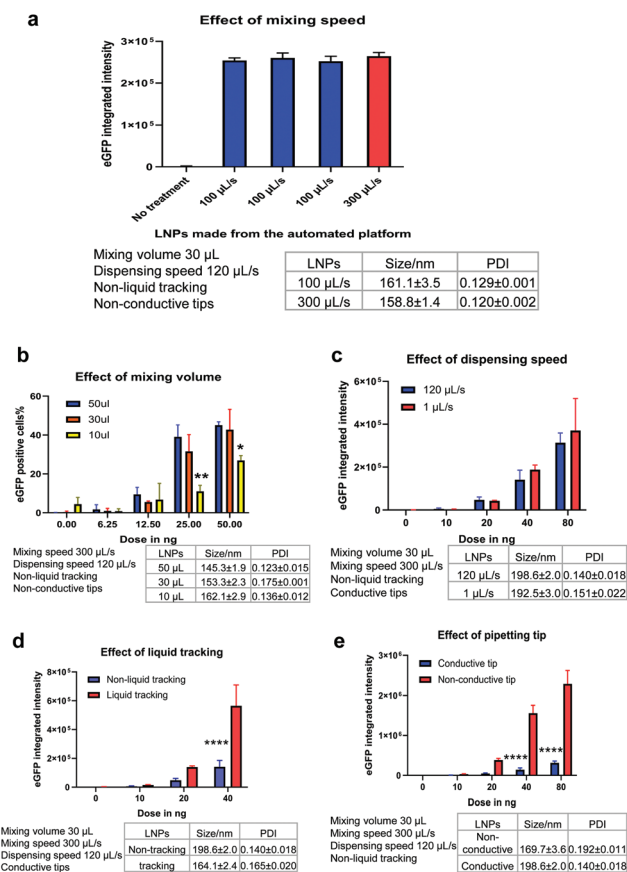 a
Effect of mixing speed
eGFP integrated intensity
3×10⁵
2×10⁵
1×10⁵
0
No treatment
100 μL/s
100 μL/s
100 μL/s
300 μL/s
LNPs made from the automated platform
Mixing volume 30 μL
Dispensing speed 120 μL/s
Non-liquid tracking
Non-conductive tips
LNPs Size/nm PDI
100 μL/s 161.1±3.5 0.129±0.001
300 μL/s 158.8±1.4 0.120±0.002
b
Effect of mixing volume
eGFP positive cells%
60
40
20
0
50ul
30ul
10ul
**
*
0.00 6.25 12.50 25.00 50.00
Dose in ng
Mixing speed 300 μL/s
Dispensing speed 120 μL/s
Non-liquid tracking
Non-conductive tips
LNPs Size/nm PDI
50 μL 145.3±1.9 0.123±0.015
30 μL 153.3±2.3 0.175±0.001
10 μL 162.1±2.9 0.136±0.012
c
Effect of dispensing speed
eGFP integrated intensity
6×10⁵
4×10⁵
2×10⁵
0
120 μL/s
1 μL/s
0 10 20 40 80
Dose in ng
Mixing volume 30 μL
Mixing speed 300 μL/s
Non-liquid tracking
Conductive tips
LNPs Size/nm PDI
120 μL/s 198.6±2.0 0.140±0.018
1 μL/s 192.5±3.0 0.151±0.022
d
Effect of liquid tracking
eGFP integrated intensity
8×10⁵
6×10⁵
4×10⁵
2×10⁵
0
Non-liquid tracking
Liquid tracking
****
0 10 20 40
Dose in ng
Mixing volume 30 μL
Mixing speed 300 μL/s
Dispensing speed 120 μL/s
Conductive tips
LNPs Size/nm PDI
Non-tracking 198.6±2.0 0.140±0.018
tracking 164.1±2.4 0.165±0.020
e
Effect of pipetting tip
eGFP integrated intensity
3×10⁶
2×10⁶
1×10⁶
0
Conductive tip
Non-conductive tip
****
****
0 10 20 40 80
Dose in ng
Mixing volume 30 μL
Mixing speed 300 μL/s
Dispensing speed 120 μL/s
Non-liquid tracking
LNPs Size/nm PDI
Non-
conductive 169.7±3.6 0.192±0.011
Conductive 198.6±2.0 0.140±0.018